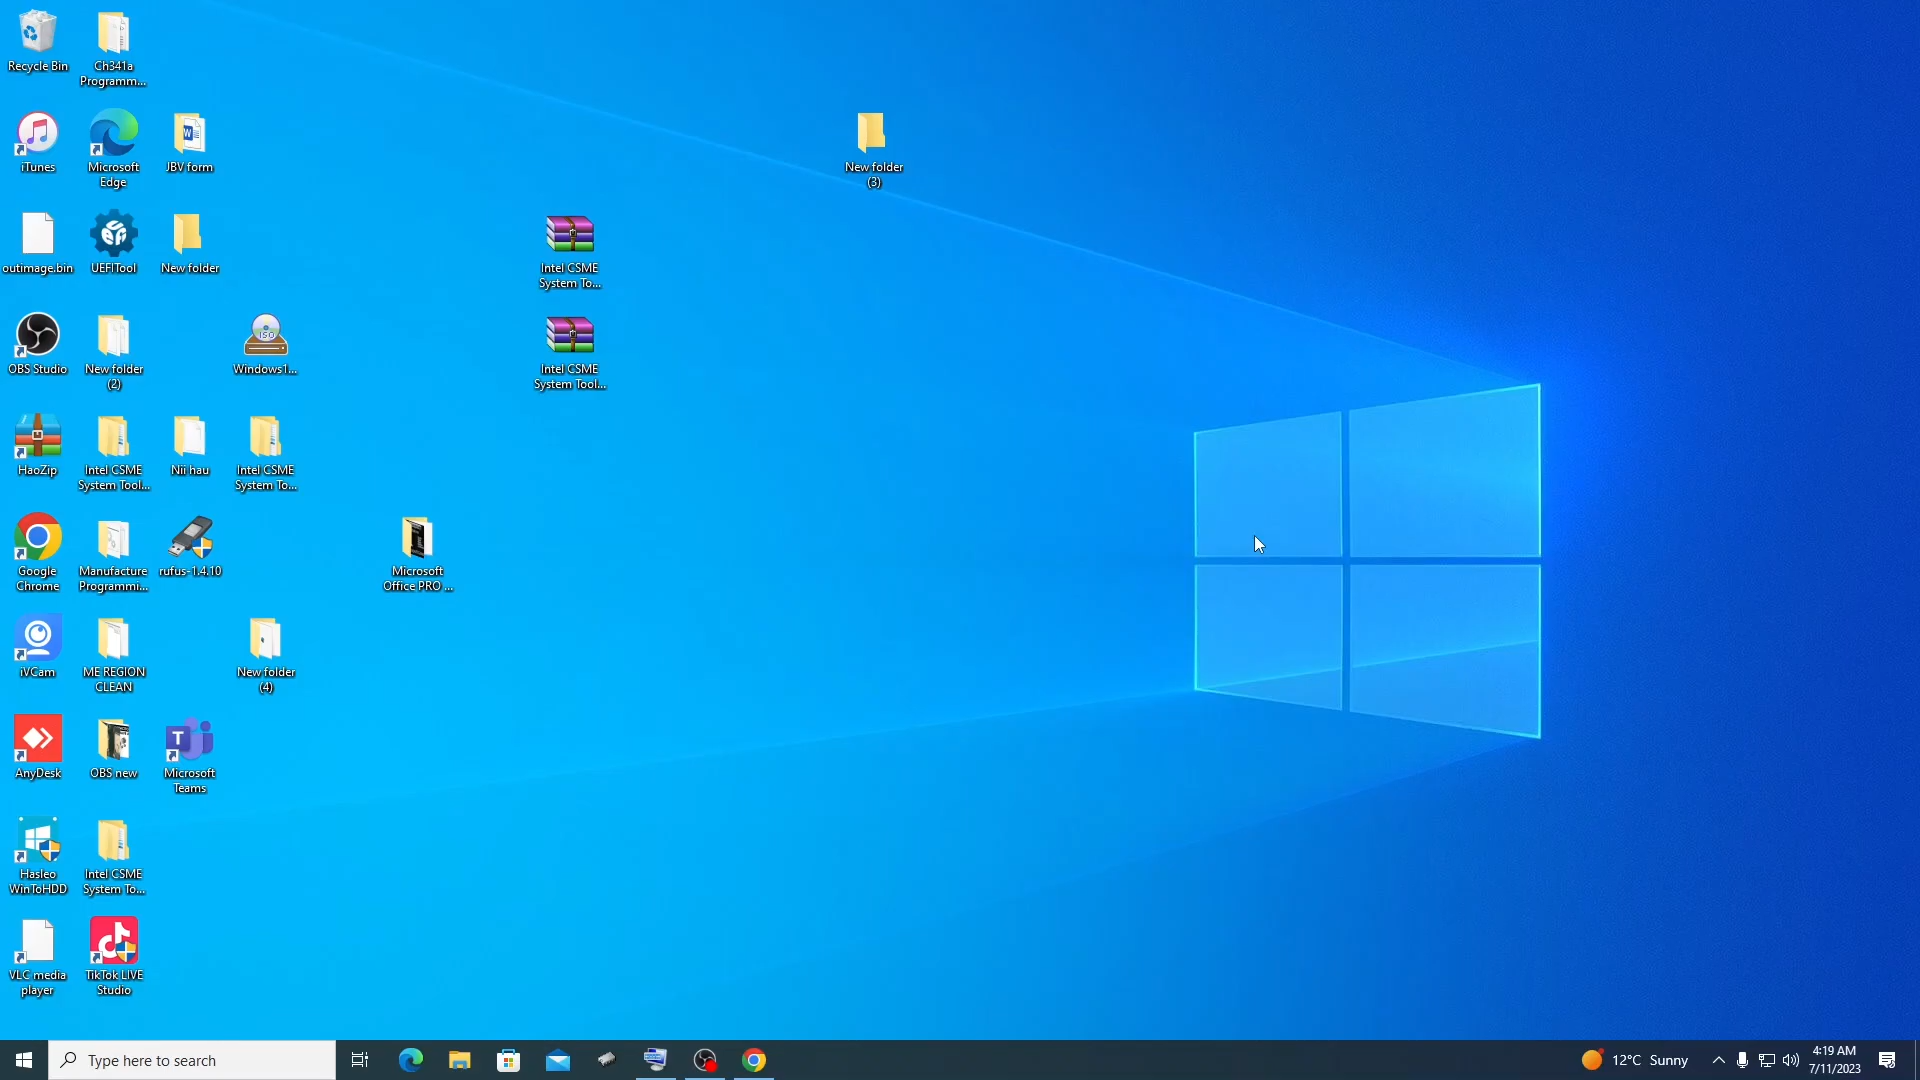 Recycle Bin
Ch341a
Programm...
iTunes
Microsoft
Edge
JBV form
New folder
(3)
outimage.bin
UEFITool
New folder
Intel CSME
System To...
OBS Studio
New folder
(2)
ISO
Windows1...
Intel CSME
System Tool...
HaoZip
Intel CSME
System Tool...
Nii hau
Intel CSME
System To...
Google
Chrome
Manufacture
Programmi...
rufus-1.4.10
Microsoft
Office PRO ...
iVCam
ME REGION
CLEAN
New folder
(4)
AnyDesk
OBS new
T
Microsoft
Teams
Hasleo
WinToHDD
Intel CSME
System To...
VLC media
player
TikTok LIVE
Studio
Type here to search
12°C Sunny
4:19 AM
7/11/2023